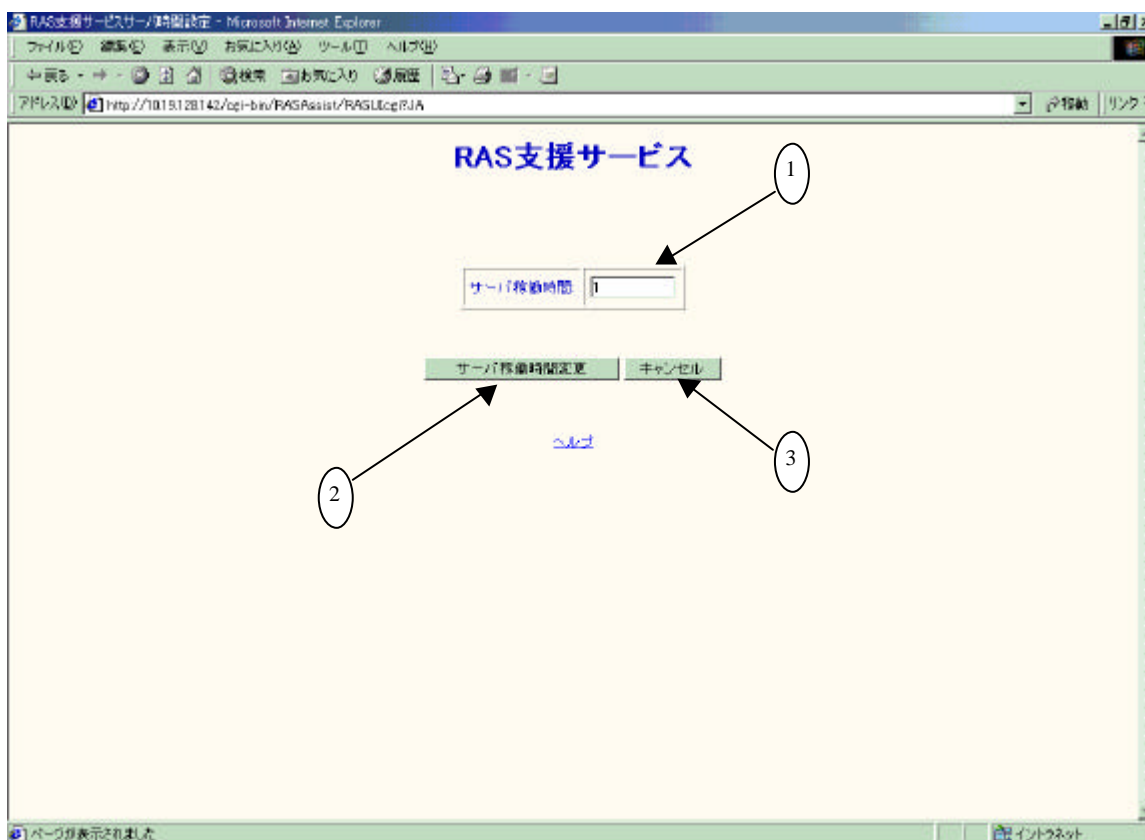 RAS支援サービスサーバ時間設定 - Microsoft Internet Explorer
ファイル(F) 編集(E) 表示(V) お気に入り(A) ツール(T) ヘルプ(H)
戻る 検索 お気に入り 履歴
アドレス(D) http://10.19.128.142/cgi-bin/RASAssist/RAGUI.cgi?JA 移動 リンク
RAS支援サービス
1
サーバ稼働時間 1
サーバ稼働時間変更 キャンセル
ヘルプ
2
3
ページが表示されました イントラネット